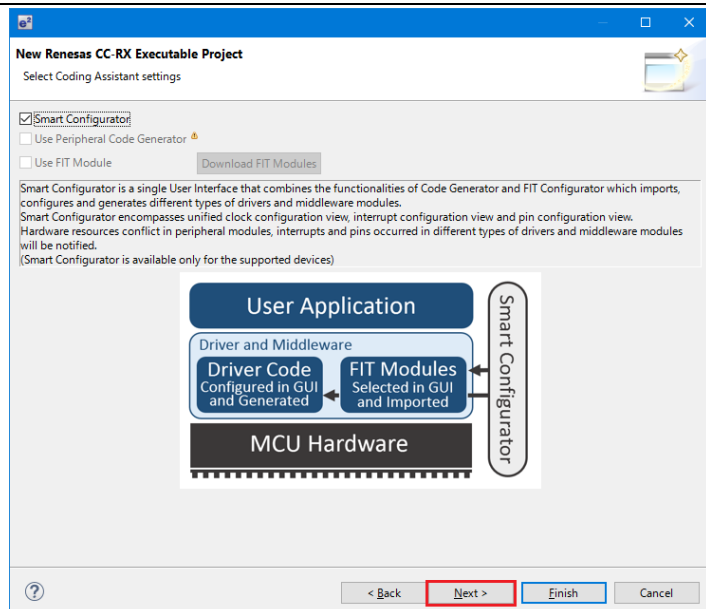 e²
New Renesas CC-RX Executable Project
Select Coding Assistant settings
Smart Configurator
Use Peripheral Code Generator
Use FIT Module
Download FIT Modules
Smart Configurator is a single User Interface that combines the functionalities of Code Generator and FIT Configurator which imports,
configures and generates different types of drivers and middleware modules.
Smart Configurator encompasses unified clock configuration view, interrupt configuration view and pin configuration view.
Hardware resources conflict in peripheral modules, interrupts and pins occurred in different types of drivers and middleware modules
will be notified.
(Smart Configurator is available only for the supported devices)
User Application
Driver and Middleware
Driver Code
Configured in GUI
and Generated
FIT Modules
Selected in GUI
and Imported
MCU Hardware
Smart Configurator
?
< Back
Next >
Finish
Cancel